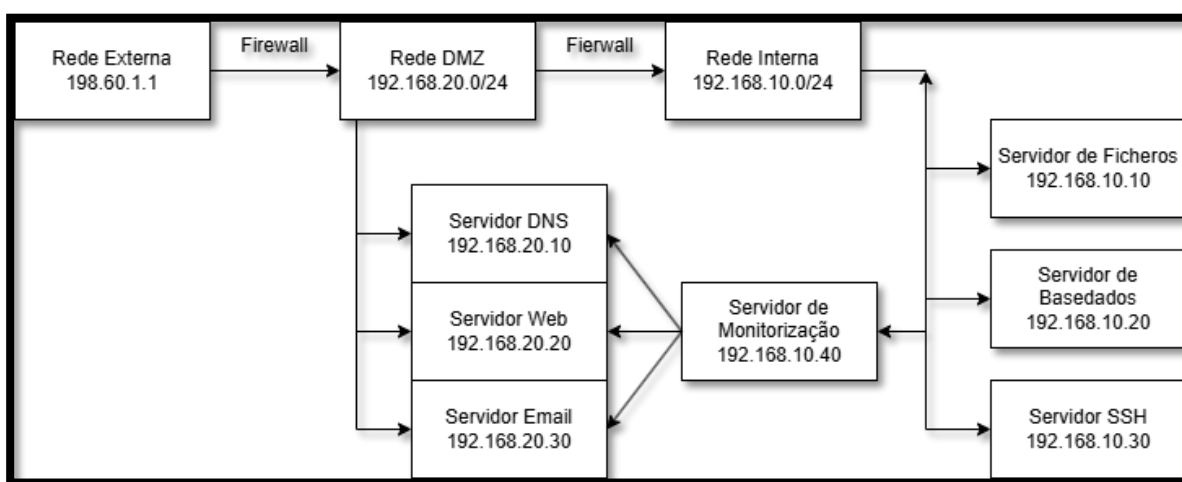 Rede Externa
198.60.1.1
Firewall
Rede DMZ
192.168.20.0/24
Fierwall
Rede Interna
192.168.10.0/24
Servidor de Ficheros
192.168.10.10
Servidor DNS
192.168.20.10
Servidor de
Basedados
192.168.10.20
Servidor Web
192.168.20.20
Servidor de
Monitorização
192.168.10.40
Servidor Email
192.168.20.30
Servidor SSH
192.168.10.30